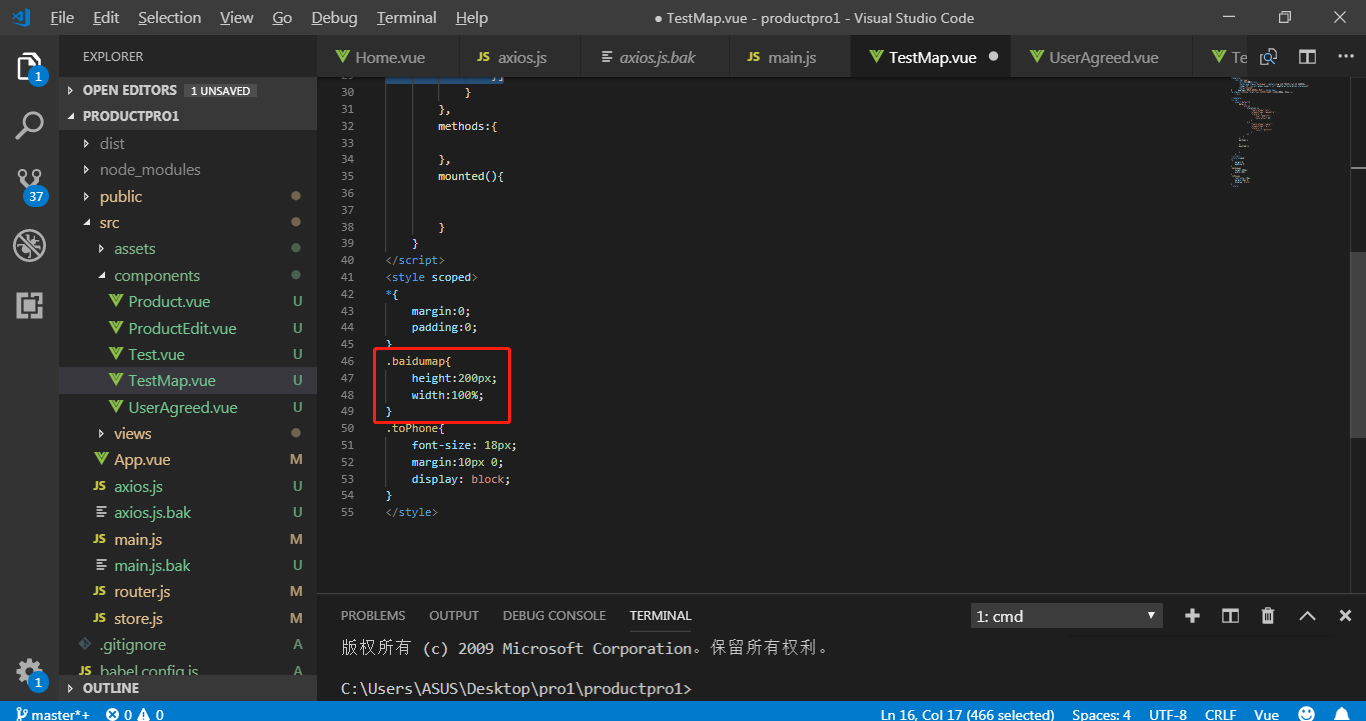 File Edit Selection View Go Debug Terminal Help
● TestMap.vue - productpro1 - Visual Studio Code
EXPLORER
OPEN EDITORS 1 UNSAVED
PRODUCTPRO1
dist
node_modules
public
src
assets
components
Product.vue U
ProductEdit.vue U
Test.vue U
TestMap.vue U
UserAgreed.vue U
views
App.vue M
JS axios.js U
axios.js.bak U
JS main.js M
main.js.bak U
JS router.js M
JS store.js M
.gitignore A
JS babel.config.js A
OUTLINE
1
37
1
Home.vue JS axios.js axios.js.bak JS main.js TestMap.vue ● UserAgreed.vue Te
30 }
31 },
32 methods:{
33
34 },
35 mounted(){
36
37
38 }
39 }
40 </script>
41 <style scoped>
42 *{
43 margin:0;
44 padding:0;
45 }
46 .baidumap{
47 height:200px;
48 width:100%;
49 }
50 .toPhone{
51 font-size: 18px;
52 margin:10px 0;
53 display: block;
54 }
55 </style>
PROBLEMS OUTPUT DEBUG CONSOLE TERMINAL 1: cmd
版权所有 (c) 2009 Microsoft Corporation。保留所有权利。
C:\Users\ASUS\Desktop\pro1\productpro1>
master*+ 0 0 Ln 16, Col 17 (466 selected) Spaces: 4 UTF-8 CRLF Vue